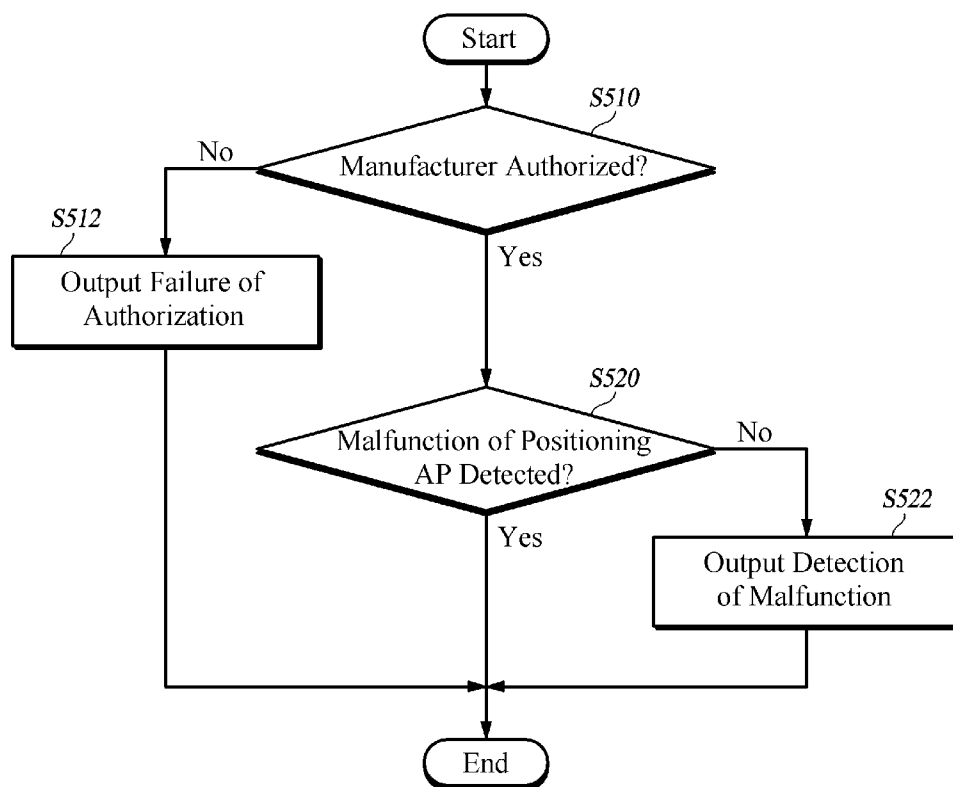 Start
S510
Manufacturer Authorized?
No
Yes
S512
Output Failure of
Authorization
S520
Malfunction of Positioning
AP Detected?
No
Yes
S522
Output Detection
of Malfunction
End